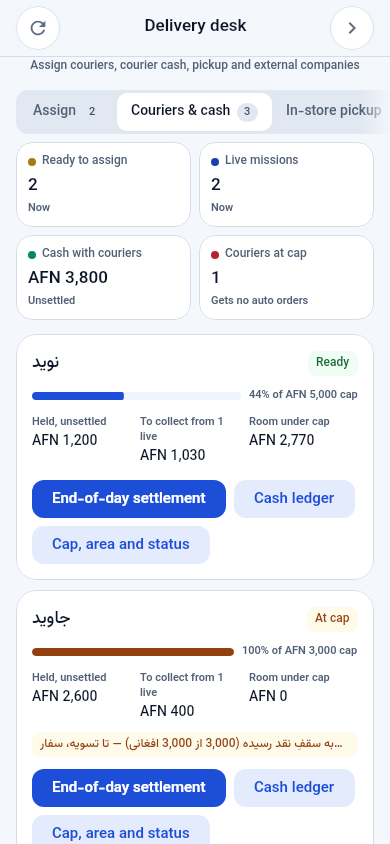 Delivery desk
Assign couriers, courier cash, pickup and external companies
Assign 2
Couriers & cash 3
In-store pickup
Ready to assign
2
Now
Live missions
2
Now
Cash with couriers
AFN 3,800
Unsettled
Couriers at cap
1
Gets no auto orders
نوید
Ready
44% of AFN 5,000 cap
Held, unsettled
AFN 1,200
To collect from 1
live
AFN 1,030
Room under cap
AFN 2,770
End-of-day settlement
Cash ledger
Cap, area and status
جاوید
At cap
100% of AFN 3,000 cap
Held, unsettled
AFN 2,600
To collect from 1
live
AFN 400
Room under cap
AFN 0
به سقف نقد رسیده (3,000 از 3,000 افغانی) — تا تسویه، سفار…
End-of-day settlement
Cash ledger
Cap, area and status